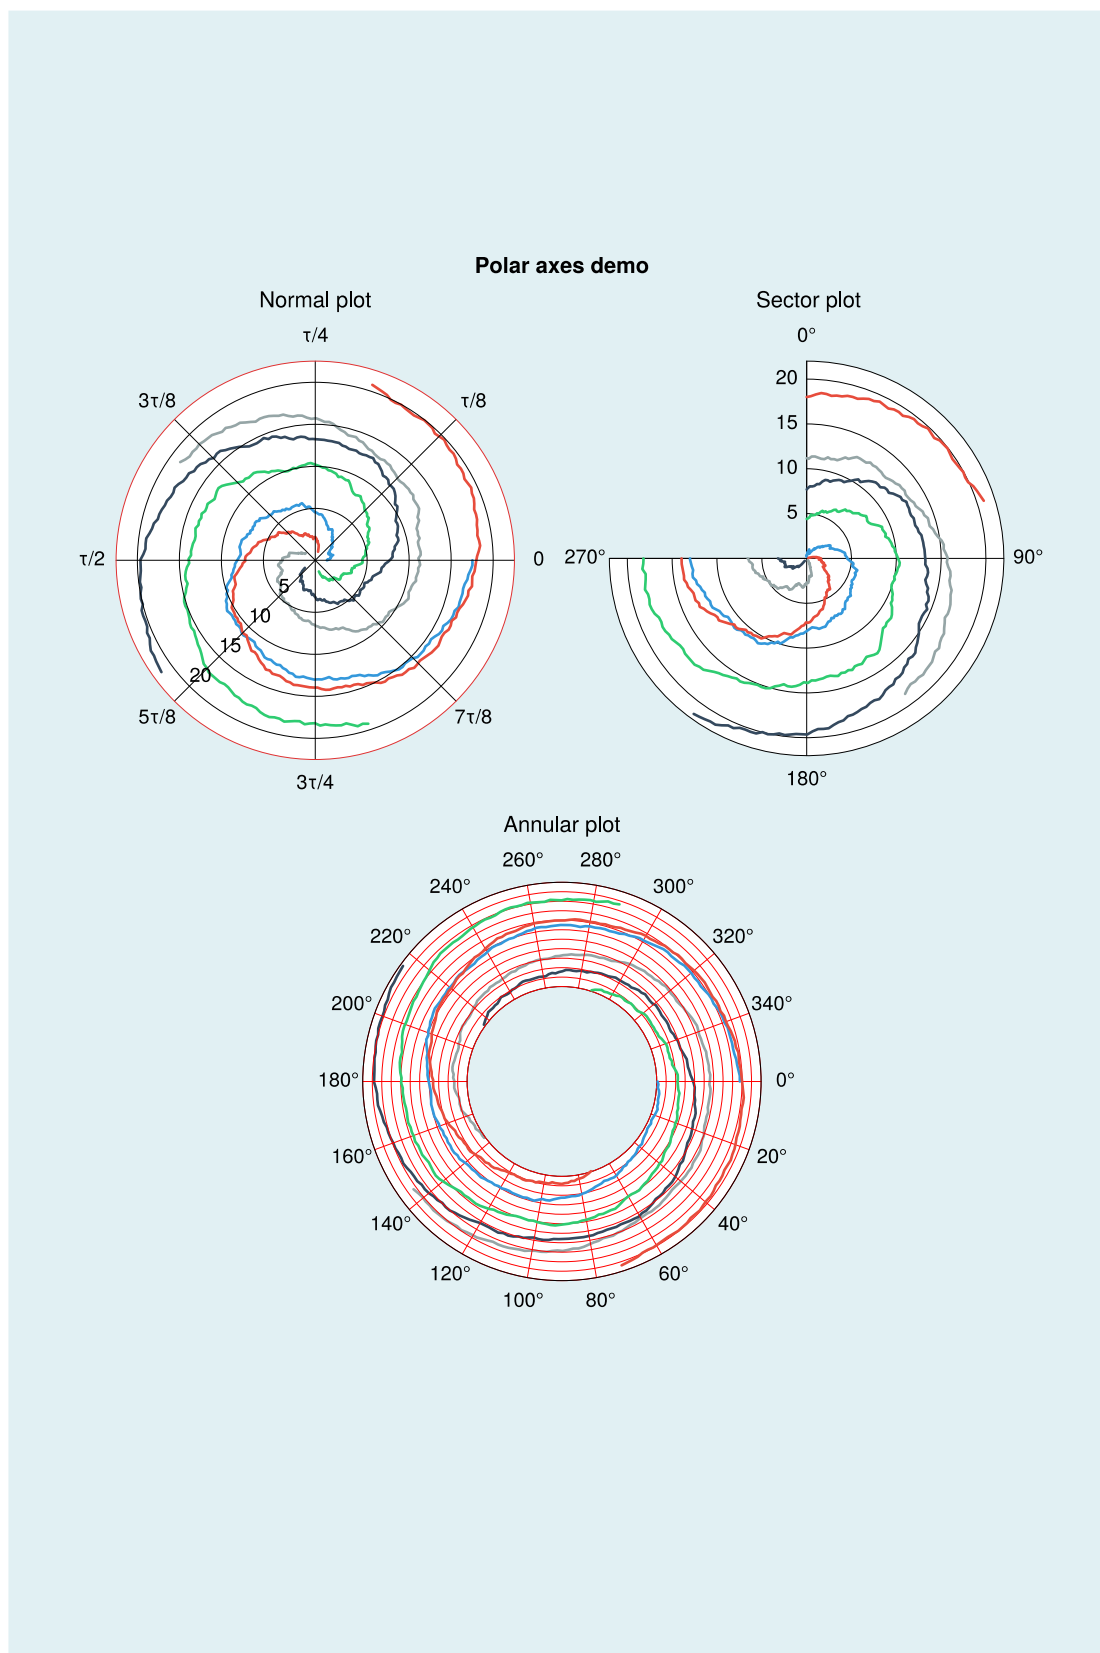 Polar axes demo
Normal plot
τ/4
3τ/8
τ/8
τ/2
0
5
10
15
20
5τ/8
7τ/8
3τ/4
Sector plot
0°
20
15
10
5
270°
90°
180°
Annular plot
260°
280°
240°
300°
220°
320°
200°
340°
180°
0°
160°
20°
140°
40°
120°
60°
100°
80°